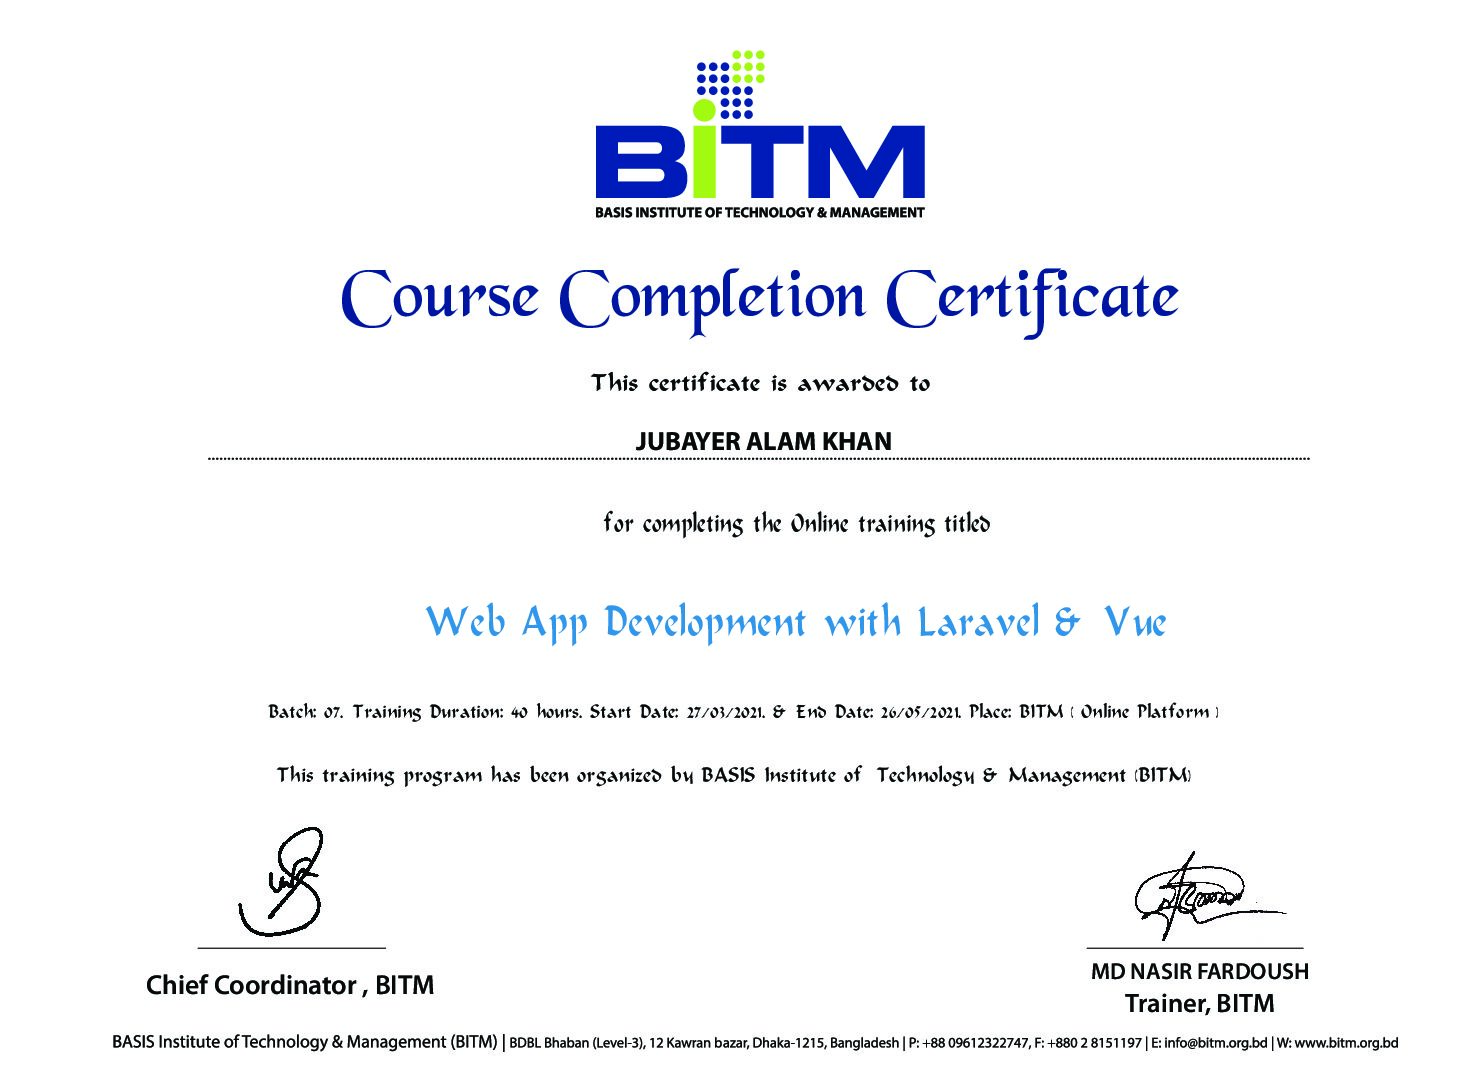 BiTM
BASIS INSTITUTE OF TECHNOLOGY & MANAGEMENT
Course Completion Certificate
This certificate is awarded to
JUBAYER ALAM KHAN
for completing the Online training titled
Web App Development with Laravel & Vue
Batch: 07. Training Duration: 40 hours. Start Date: 27/03/2021. & End Date: 26/05/2021. Place: BITM ( Online Platform )
This training program has been organized by BASIS Institute of Technology & Management (BITM)
Chief Coordinator , BITM
MD NASIR FARDOUSH
Trainer, BITM
BASIS Institute of Technology & Management (BITM) | BDBL Bhaban (Level-3), 12 Kawran bazar, Dhaka-1215, Bangladesh | P: +88 09612322747, F: +880 2 8151197 | E: info@bitm.org.bd | W: www.bitm.org.bd